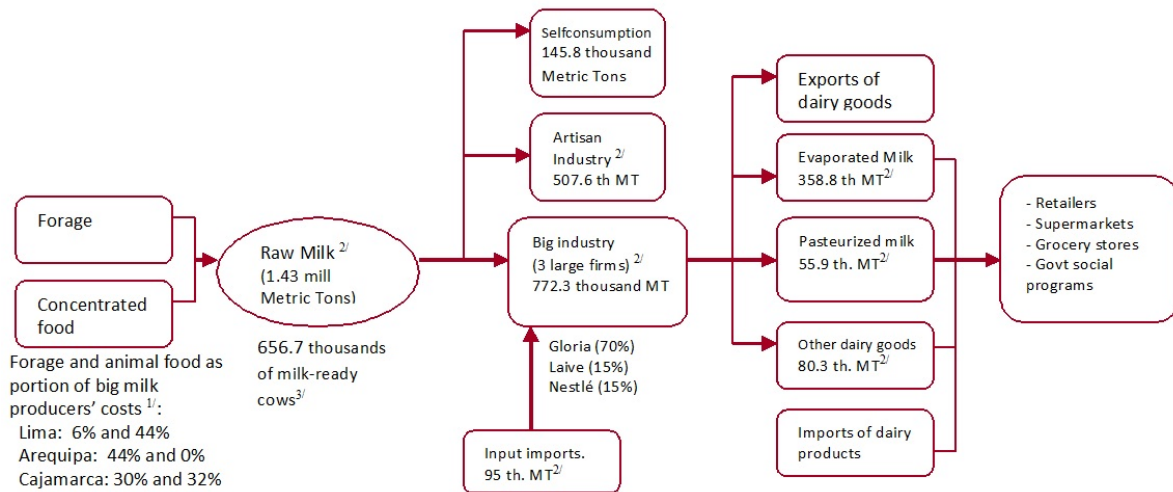 Forage
Concentrated
food
Forage and animal food as
portion of big milk
producers' costs 1/:
Lima: 6% and 44%
Arequipa: 44% and 0%
Cajamarca: 30% and 32%
Raw Milk 2/
(1.43 mill
Metric Tons)
656.7 thousands
of milk-ready
cows3/
Selfconsumption
145.8 thousand
Metric Tons
Artisan
Industry 2/
507.6 th MT
Big industry
(3 large firms) 2/
772.3 thousand MT
Gloria (70%)
Laive (15%)
Nestlé (15%)
Input imports.
95 th. MT2/
Exports of
dairy goods
Evaporated Milk
358.8 th MT2/
Pasteurized milk
55.9 th. MT2/
Other dairy goods
80.3 th. MT2/
Imports of dairy
products
- Retailers
- Supermarkets
- Grocery stores
- Govt social
programs